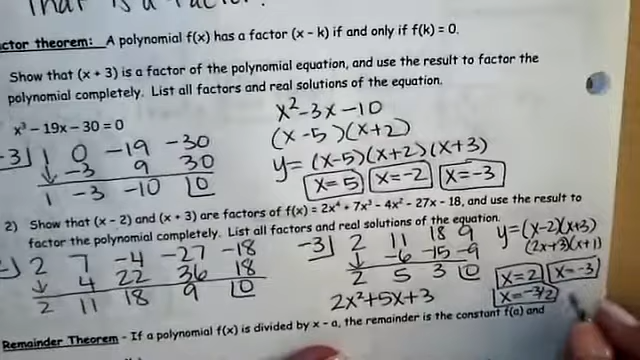 That is a factor.
ctor theorem: A polynomial f(x) has a factor (x – k) if and only if f(k) = 0.
Show that (x + 3) is a factor of the polynomial equation, and use the result to factor the
polynomial completely. List all factors and real solutions of the equation.
x³ – 19x – 30 = 0
-3 1 0 -19 -30
-3 9 30
1 -3 -10 0
x²-3x-10
(x-5)(x+2)
y=(x-5)(x+2)(x+3)
x=5 x=-2 x=-3
2) Show that (x – 2) and (x + 3) are factors of f(x) = 2x⁴ + 7x³ – 4x² – 27x – 18, and use the result to
factor the polynomial completely. List all factors and real solutions of the equation.
2 7 -4 -27 -18
4 22 36 18
2 11 18 9 0
-3 2 11 18 9
-6 -15 -9
2 5 3 0
2x²+5x+3
y=(x-2)(x+3)
(2x+3)(x+1)
x=2 x=-3
x=-3/2
Remainder Theorem - If a polynomial f(x) is divided by x – a, the remainder is the constant f(a) and